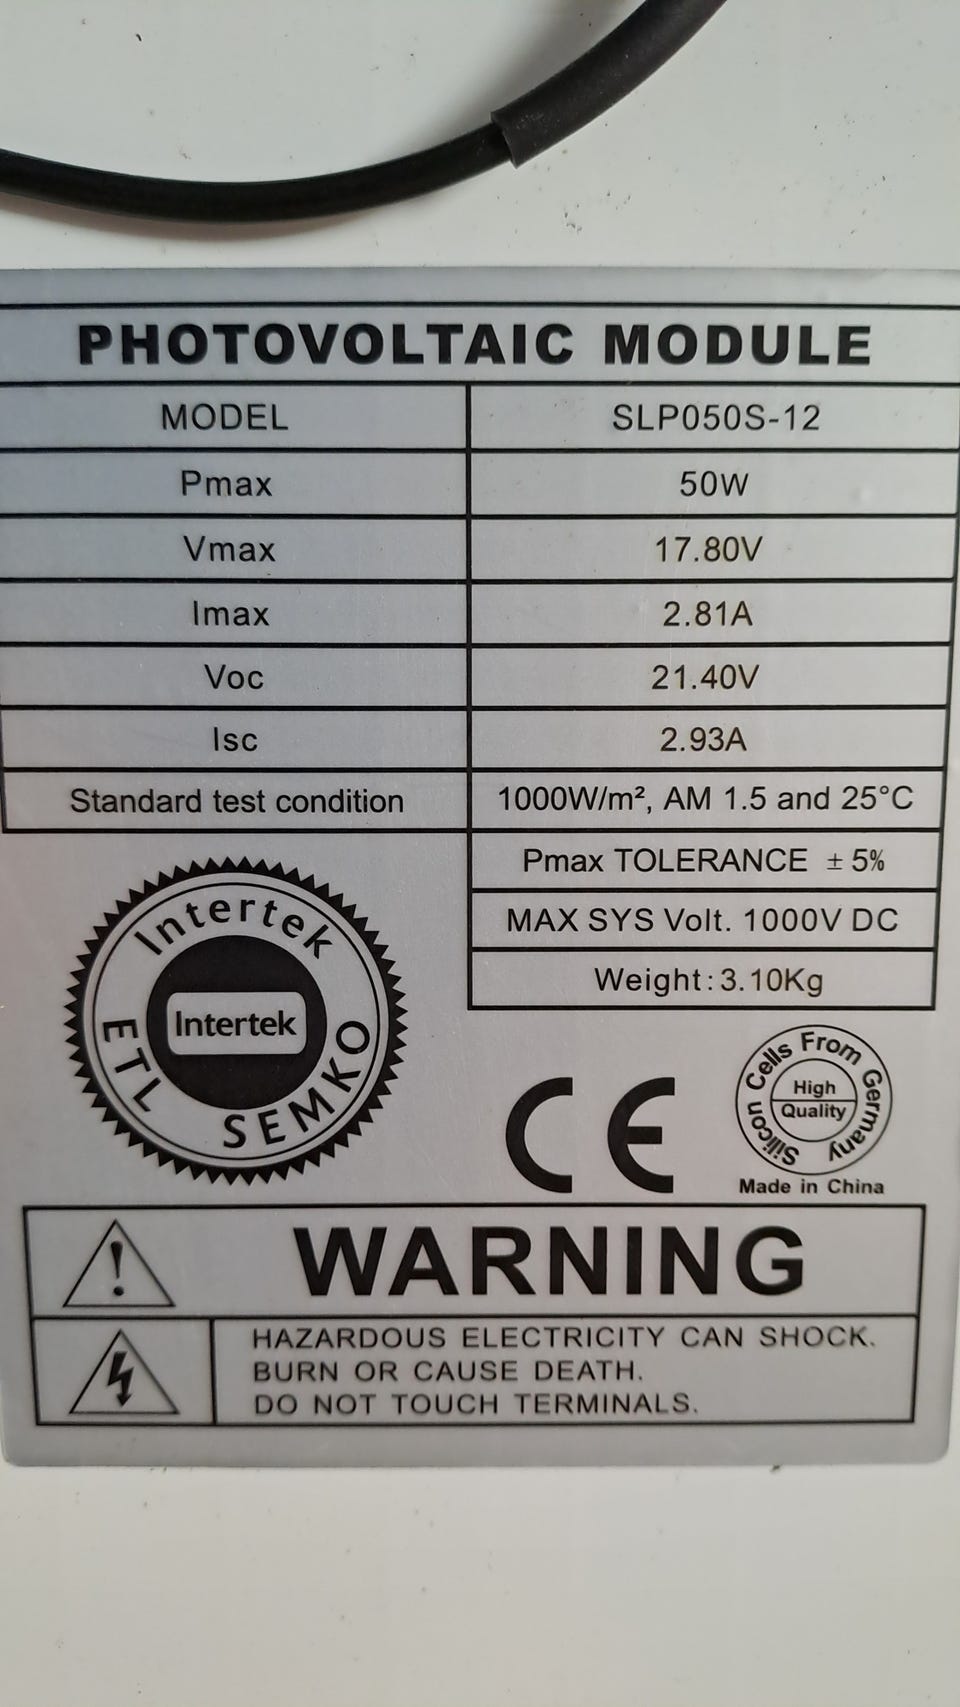 PHOTOVOLTAIC MODULE
MODEL SLP050S-12
Pmax 50W
Vmax 17.80V
Imax 2.81A
Voc 21.40V
Isc 2.93A
Standard test condition 1000W/m², AM 1.5 and 25°C
Pmax TOLERANCE ± 5%
MAX SYS Volt. 1000V DC
Weight: 3.10Kg
Intertek
Intertek
ETL SEMKO
CE
Silicon Cells From Germany
High
Quality
Made in China
! WARNING
HAZARDOUS ELECTRICITY CAN SHOCK.
BURN OR CAUSE DEATH.
DO NOT TOUCH TERMINALS.